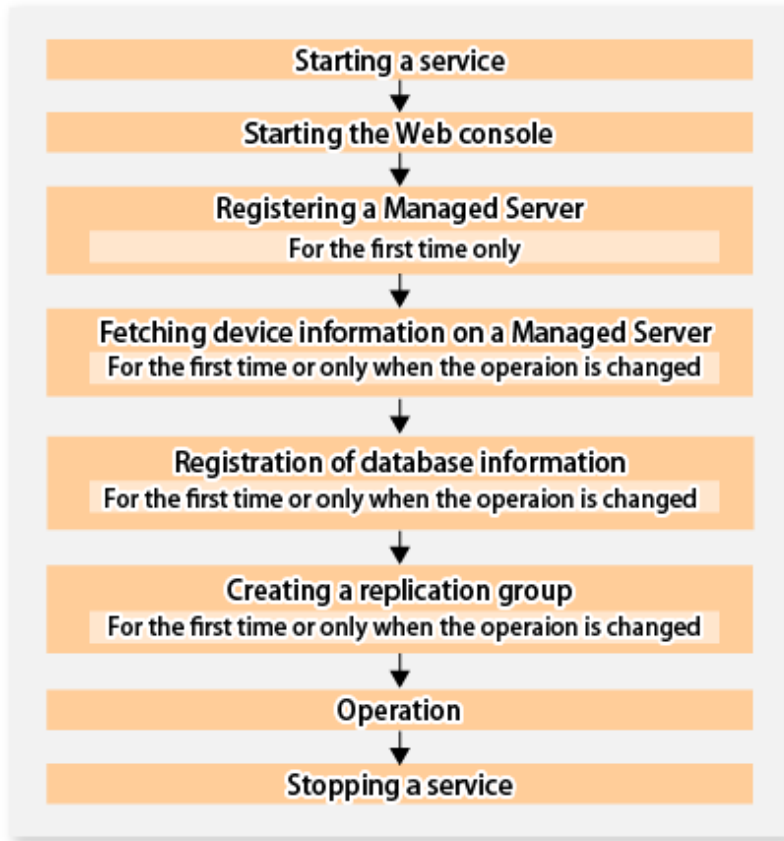 Starting a service
Starting the Web console
Registering a Managed Server
For the first time only
Fetching device information on a Managed Server
For the first time or only when the operaion is changed
Registration of database information
For the first time or only when the operaion is changed
Creating a replication group
For the first time or only when the operaion is changed
Operation
Stopping a service